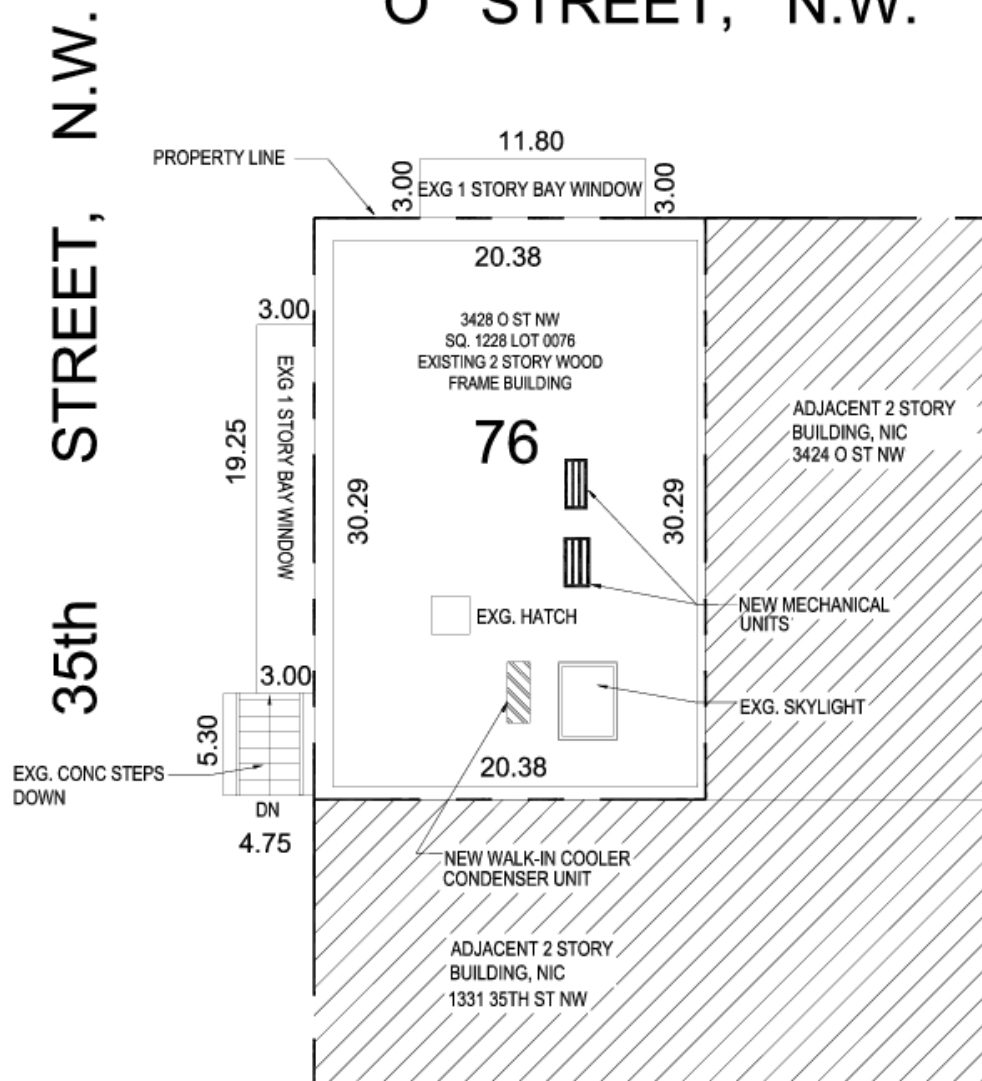 O STREET, N.W.
35th STREET, N.W.
PROPERTY LINE
11.80
3.00
EXG 1 STORY BAY WINDOW
3.00
20.38
3.00
3428 O ST NW
SQ. 1228 LOT 0076
EXISTING 2 STORY WOOD
FRAME BUILDING
76
EXG 1 STORY BAY WINDOW
19.25
30.29
30.29
ADJACENT 2 STORY
BUILDING, NIC
3424 O ST NW
NEW MECHANICAL
UNITS
EXG. HATCH
3.00
EXG. SKYLIGHT
5.30
20.38
EXG. CONC STEPS
DOWN
DN
4.75
NEW WALK-IN COOLER
CONDENSER UNIT
ADJACENT 2 STORY
BUILDING, NIC
1331 35TH ST NW